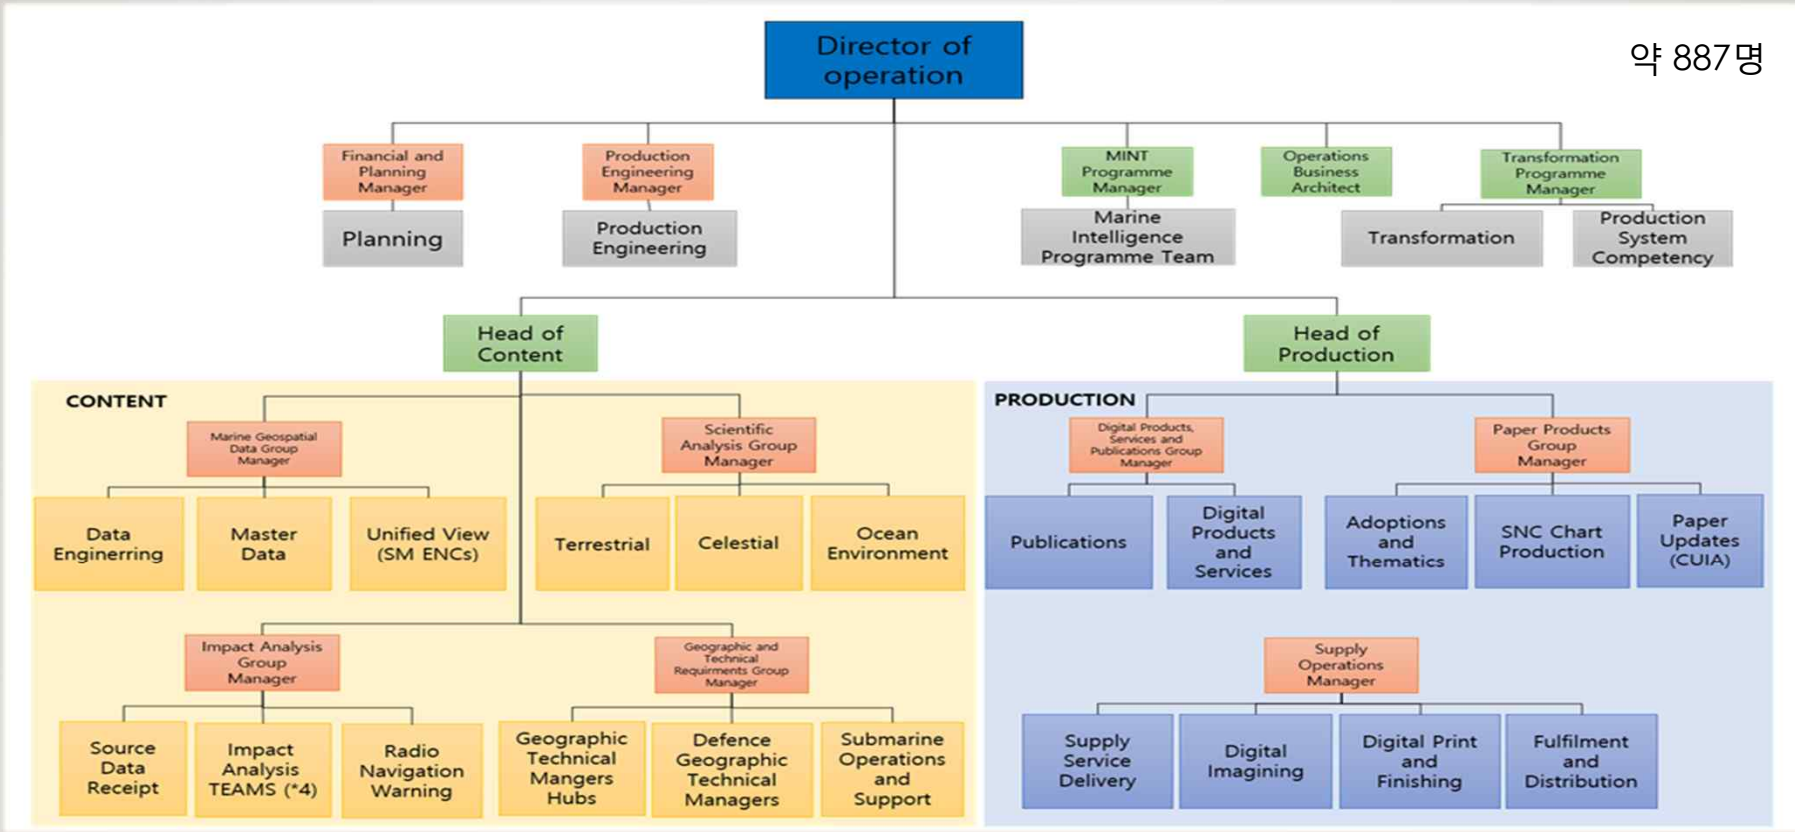 Director of
operation
약 887명
Financial and
Planning
Manager
Production
Engineering
Manager
MINT
Programme
Manager
Operations
Business
Architect
Transformation
Programme
Manager
Planning
Production
Engineering
Marine
Intelligence
Programme Team
Transformation
Production
System
Competency
Head of
Content
Head of
Production
CONTENT
Marine Geospatial
Data Group
Manager
Scientific
Analysis Group
Manager
Data
Enginerring
Master
Data
Unified View
(SM ENCs)
Terrestrial
Celestial
Ocean
Environment
Impact Analysis
Group
Manager
Geographic and
Technical
Requirments Group
Manager
Source
Data
Receipt
Impact
Analysis
TEAMS (*4)
Radio
Navigation
Warning
Geographic
Technical
Mangers
Hubs
Defence
Geographic
Technical
Managers
Submarine
Operations
and
Support
PRODUCTION
Digital Products,
Services and
Publications Group
Manager
Paper Products
Group
Manager
Publications
Digital
Products
and
Services
Adoptions
and
Thematics
SNC Chart
Production
Paper
Updates
(CUIA)
Supply
Operations
Manager
Supply
Service
Delivery
Digital
Imagining
Digital Print
and
Finishing
Fulfilment
and
Distribution